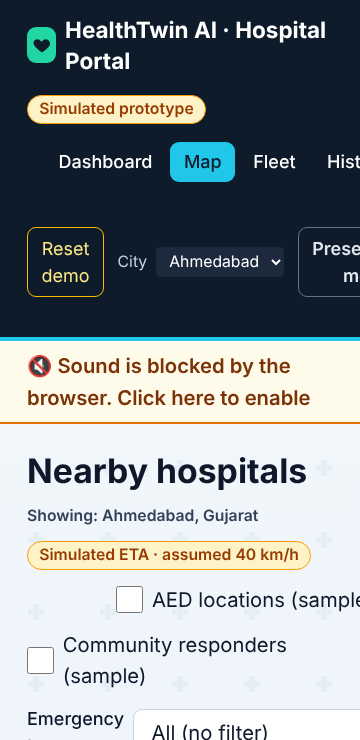 HealthTwin AI · Hospital
Portal
Simulated prototype
Dashboard Map Fleet
Reset
demo
City Ahmedabad
🔇 Sound is blocked by the
browser. Click here to enable
Nearby hospitals
Showing: Ahmedabad, Gujarat
Simulated ETA · assumed 40 km/h
AED locations
Community responders
(sample)
Emergency
All (no filter)